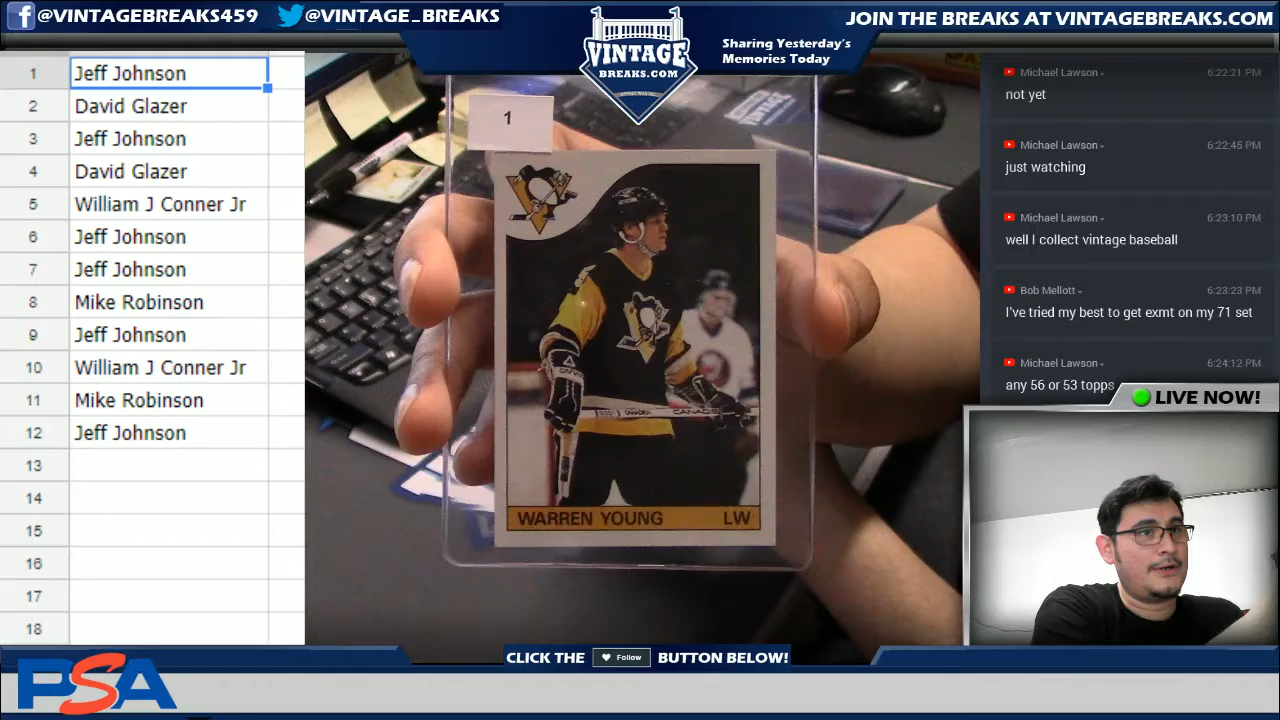 @VINTAGEBREAKS459 @VINTAGE_BREAKS
VINTAGE
BREAKS.COM
Sharing Yesterday's
Memories Today
JOIN THE BREAKS AT VINTAGEBREAKS.COM
1 Jeff Johnson
2 David Glazer
3 Jeff Johnson
4 David Glazer
5 William J Conner Jr
6 Jeff Johnson
7 Jeff Johnson
8 Mike Robinson
9 Jeff Johnson
10 William J Conner Jr
11 Mike Robinson
12 Jeff Johnson
13
14
15
16
17
18
1
WARREN YOUNG LW
Michael Lawson 6:22:21 PM
not yet
Michael Lawson 6:22:45 PM
just watching
Michael Lawson 6:23:10 PM
well I collect vintage baseball
Bob Mellott 6:23:23 PM
I've tried my best to get exmt on my 71 set
Michael Lawson 6:24:12 PM
any 56 or 53 topps
LIVE NOW!
CLICK THE Follow BUTTON BELOW!
PSA